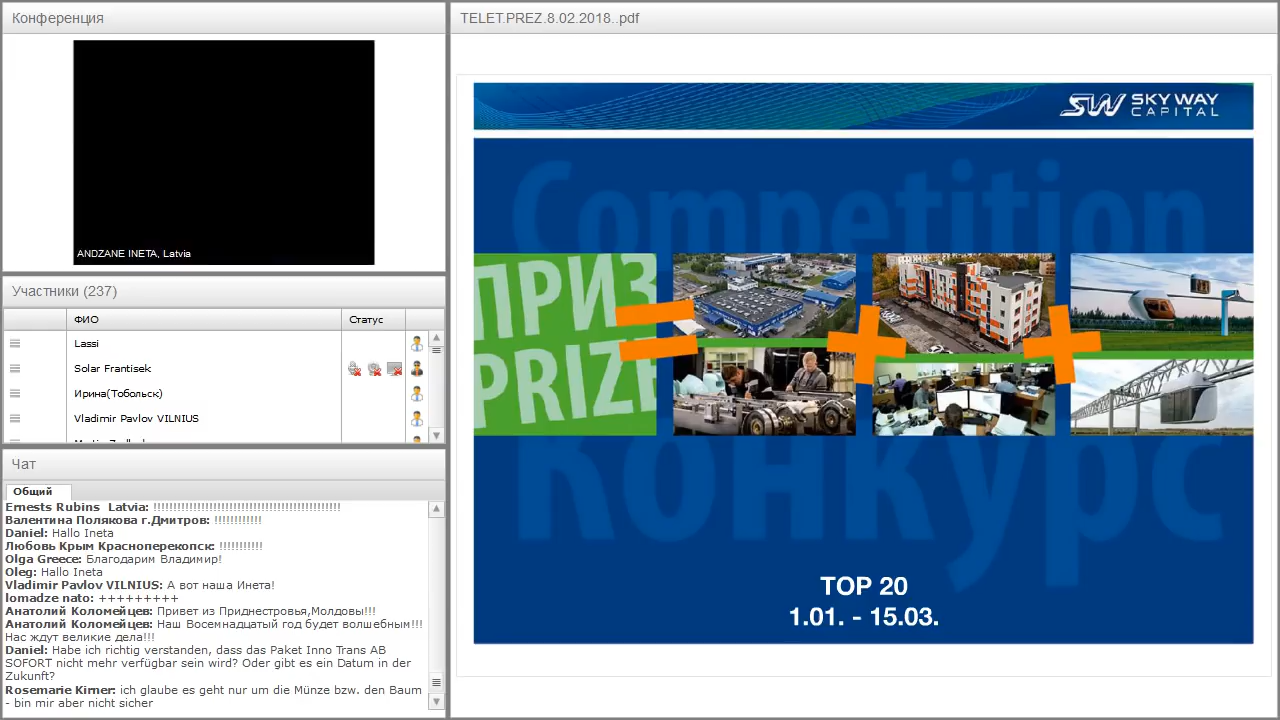 Конференция
ANDZANE INETA, Latvia
Участники (237)
ФИО
Статус
Lassi
Solar Frantisek
Ирина(Тобольск)
Vladimir Pavlov VILNIUS
Чат
Общий
Ernests Rubins Latvia: !!!!!!!!!!!!!!!!!!!!!!!!!!!!!!!!!!!!!!!!!!!!!!!
Валентина Полякова г.Дмитров: !!!!!!!!!!!!
Daniel: Hallo Ineta
Любовь Крым Красноперекопск: !!!!!!!!!!!
Olga Greece: Благодарим Владимир!
Oleg: Hallo Ineta
Vladimir Pavlov VILNIUS: А вот наша Инета!
lomadze nato: +++++++++
Анатолий Коломейцев: Привет из Приднестровья,Молдовы!!!
Анатолий Коломейцев: Наш Восемнадцатый год будет волшебным!!!
Нас ждут великие дела!!!
Daniel: Habe ich richtig verstanden, dass das Paket Inno Trans AB
SOFORT nicht mehr verfügbar sein wird? Oder gibt es ein Datum in der
Zukunft?
Rosemarie Kirner: ich glaube es geht nur um die Münze bzw. den Baum
- bin mir aber nicht sicher
TELET.PREZ.8.02.2018..pdf
SW SKY WAY
CAPITAL
Competition
ПРИЗ
PRIZE
Конкурс
TOP 20
1.01. - 15.03.